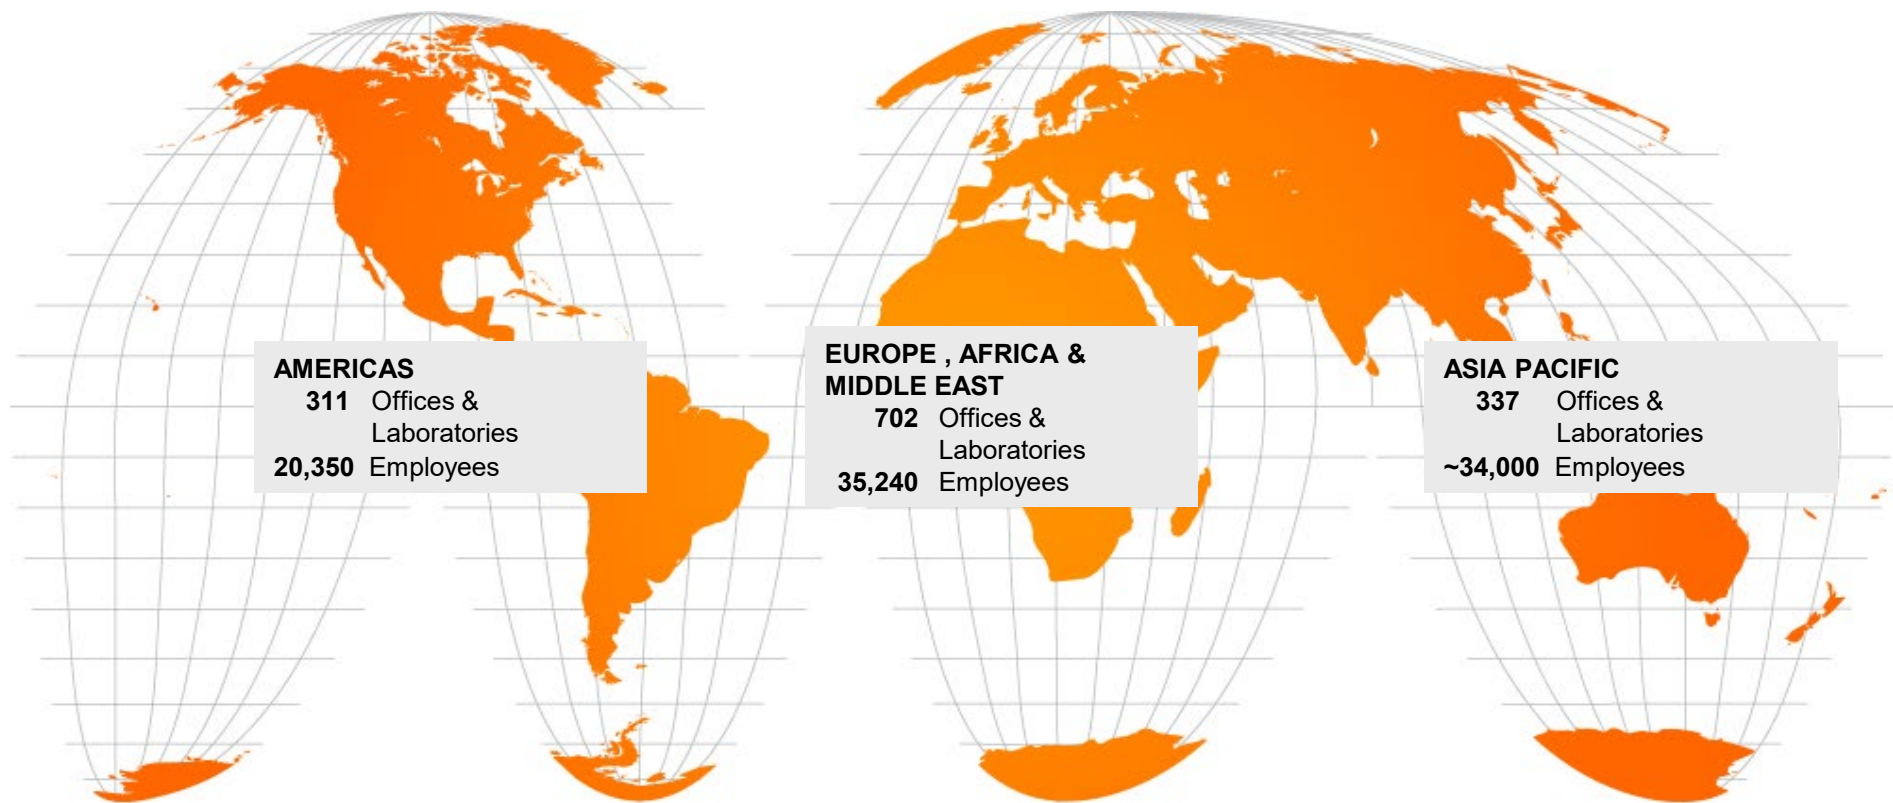 AMERICAS
311 Offices &
Laboratories
20,350 Employees
EUROPE , AFRICA &
MIDDLE EAST
702 Offices &
Laboratories
35,240 Employees
ASIA PACIFIC
337 Offices &
Laboratories
~34,000 Employees